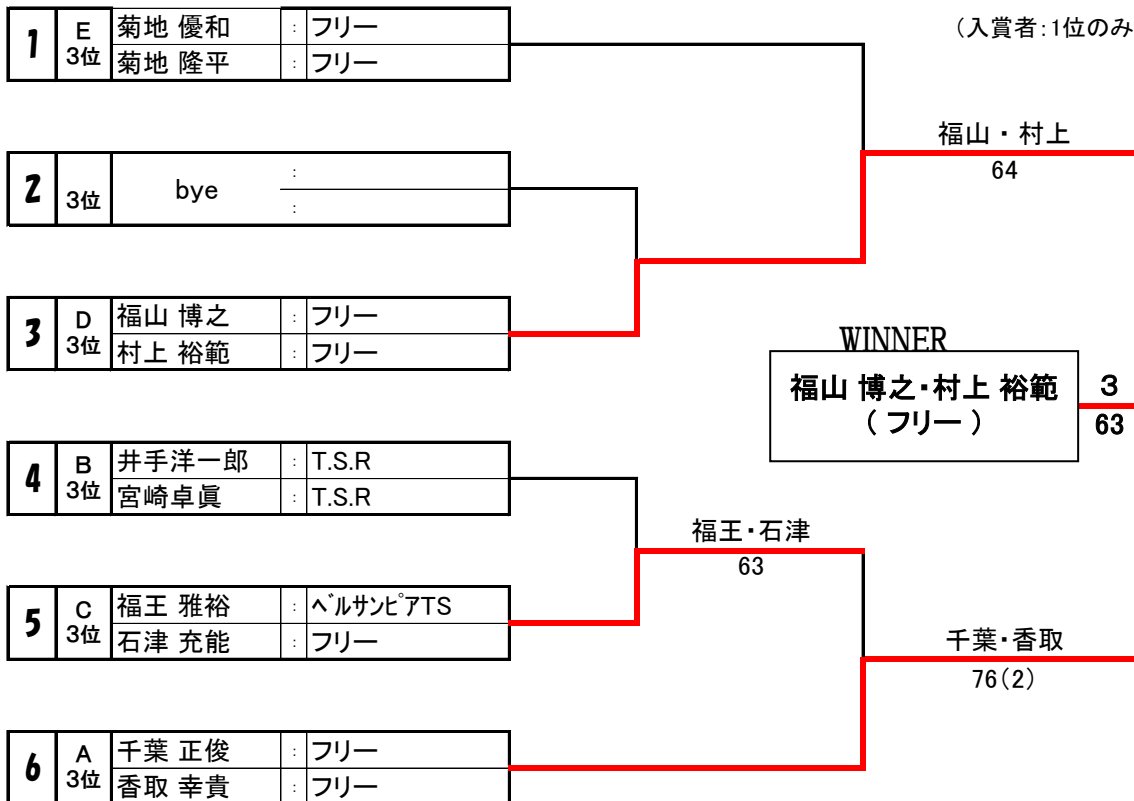 1 E 3位 菊地 優和 : フリー
菊地 隆平 : フリー
(入賞者:1位のみ
福山・村上
64
2 3位 bye :
:
3 D 3位 福山 博之 : フリー
村上 裕範 : フリー
WINNER
福山 博之・村上 裕範
(フリー)
3
63
4 B 3位 井手洋一郎 : T.S.R
宮崎卓眞 : T.S.R
福王・石津
63
5 C 3位 福王 雅裕 : ベルサンピアTS
石津 充能 : フリー
千葉・香取
76(2)
6 A 3位 千葉 正俊 : フリー
香取 幸貴 : フリー